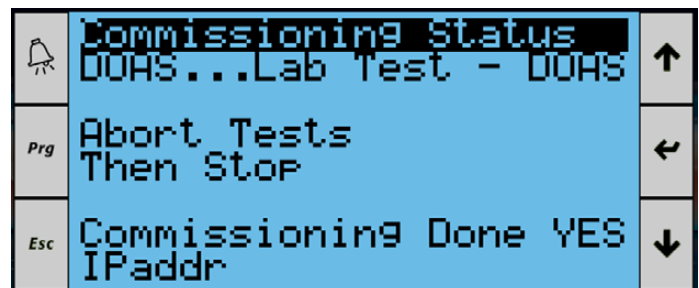 Commissioning Status
DOAS...Lab Test - DOAS
Prg
Abort Tests
Then Stop
Esc
Commissioning Done YES
IPaddr